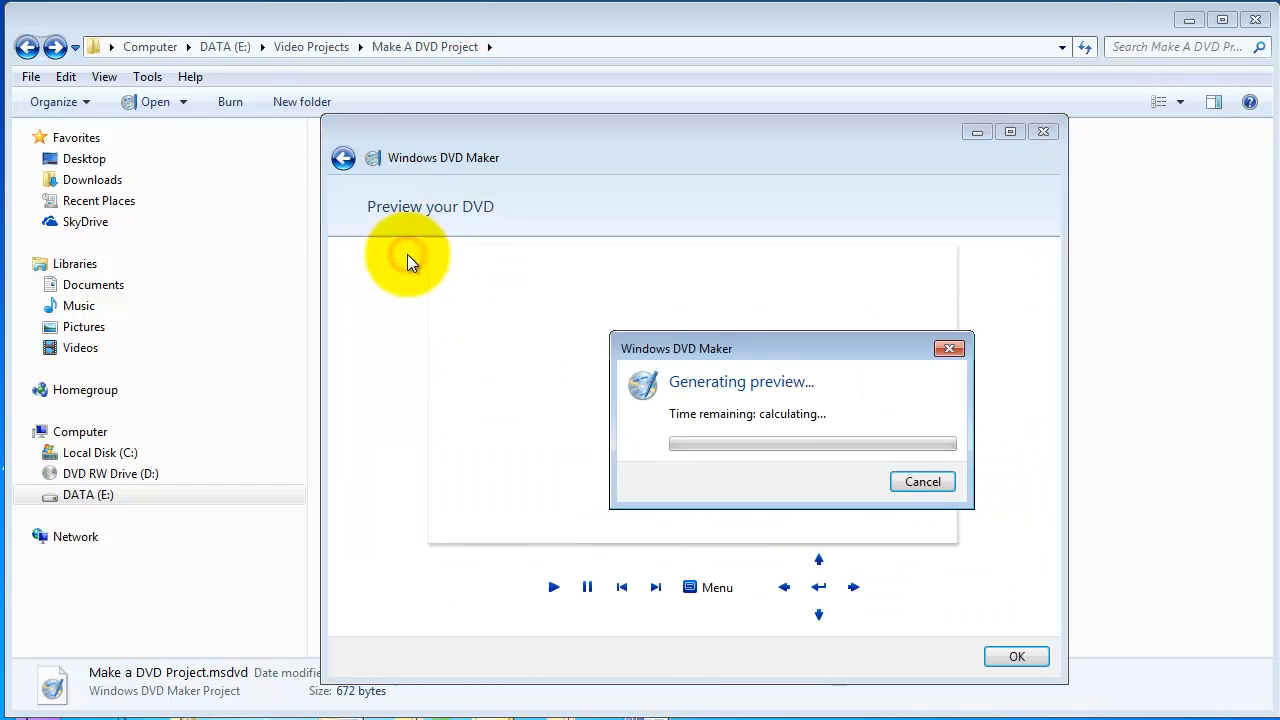 Computer DATA (E:) Video Projects Make A DVD Project
Search Make A DVD Pr...
File Edit View Tools Help
Organize Open Burn New folder
Favorites
Desktop
Downloads
Recent Places
SkyDrive
Libraries
Documents
Music
Pictures
Videos
Homegroup
Computer
Local Disk (C:)
DVD RW Drive (D:)
DATA (E:)
Network
Windows DVD Maker
Preview your DVD
Windows DVD Maker
Generating preview...
Time remaining: calculating...
Cancel
Menu
OK
Make a DVD Project.msdvd Date modifie
Windows DVD Maker Project Size: 672 bytes